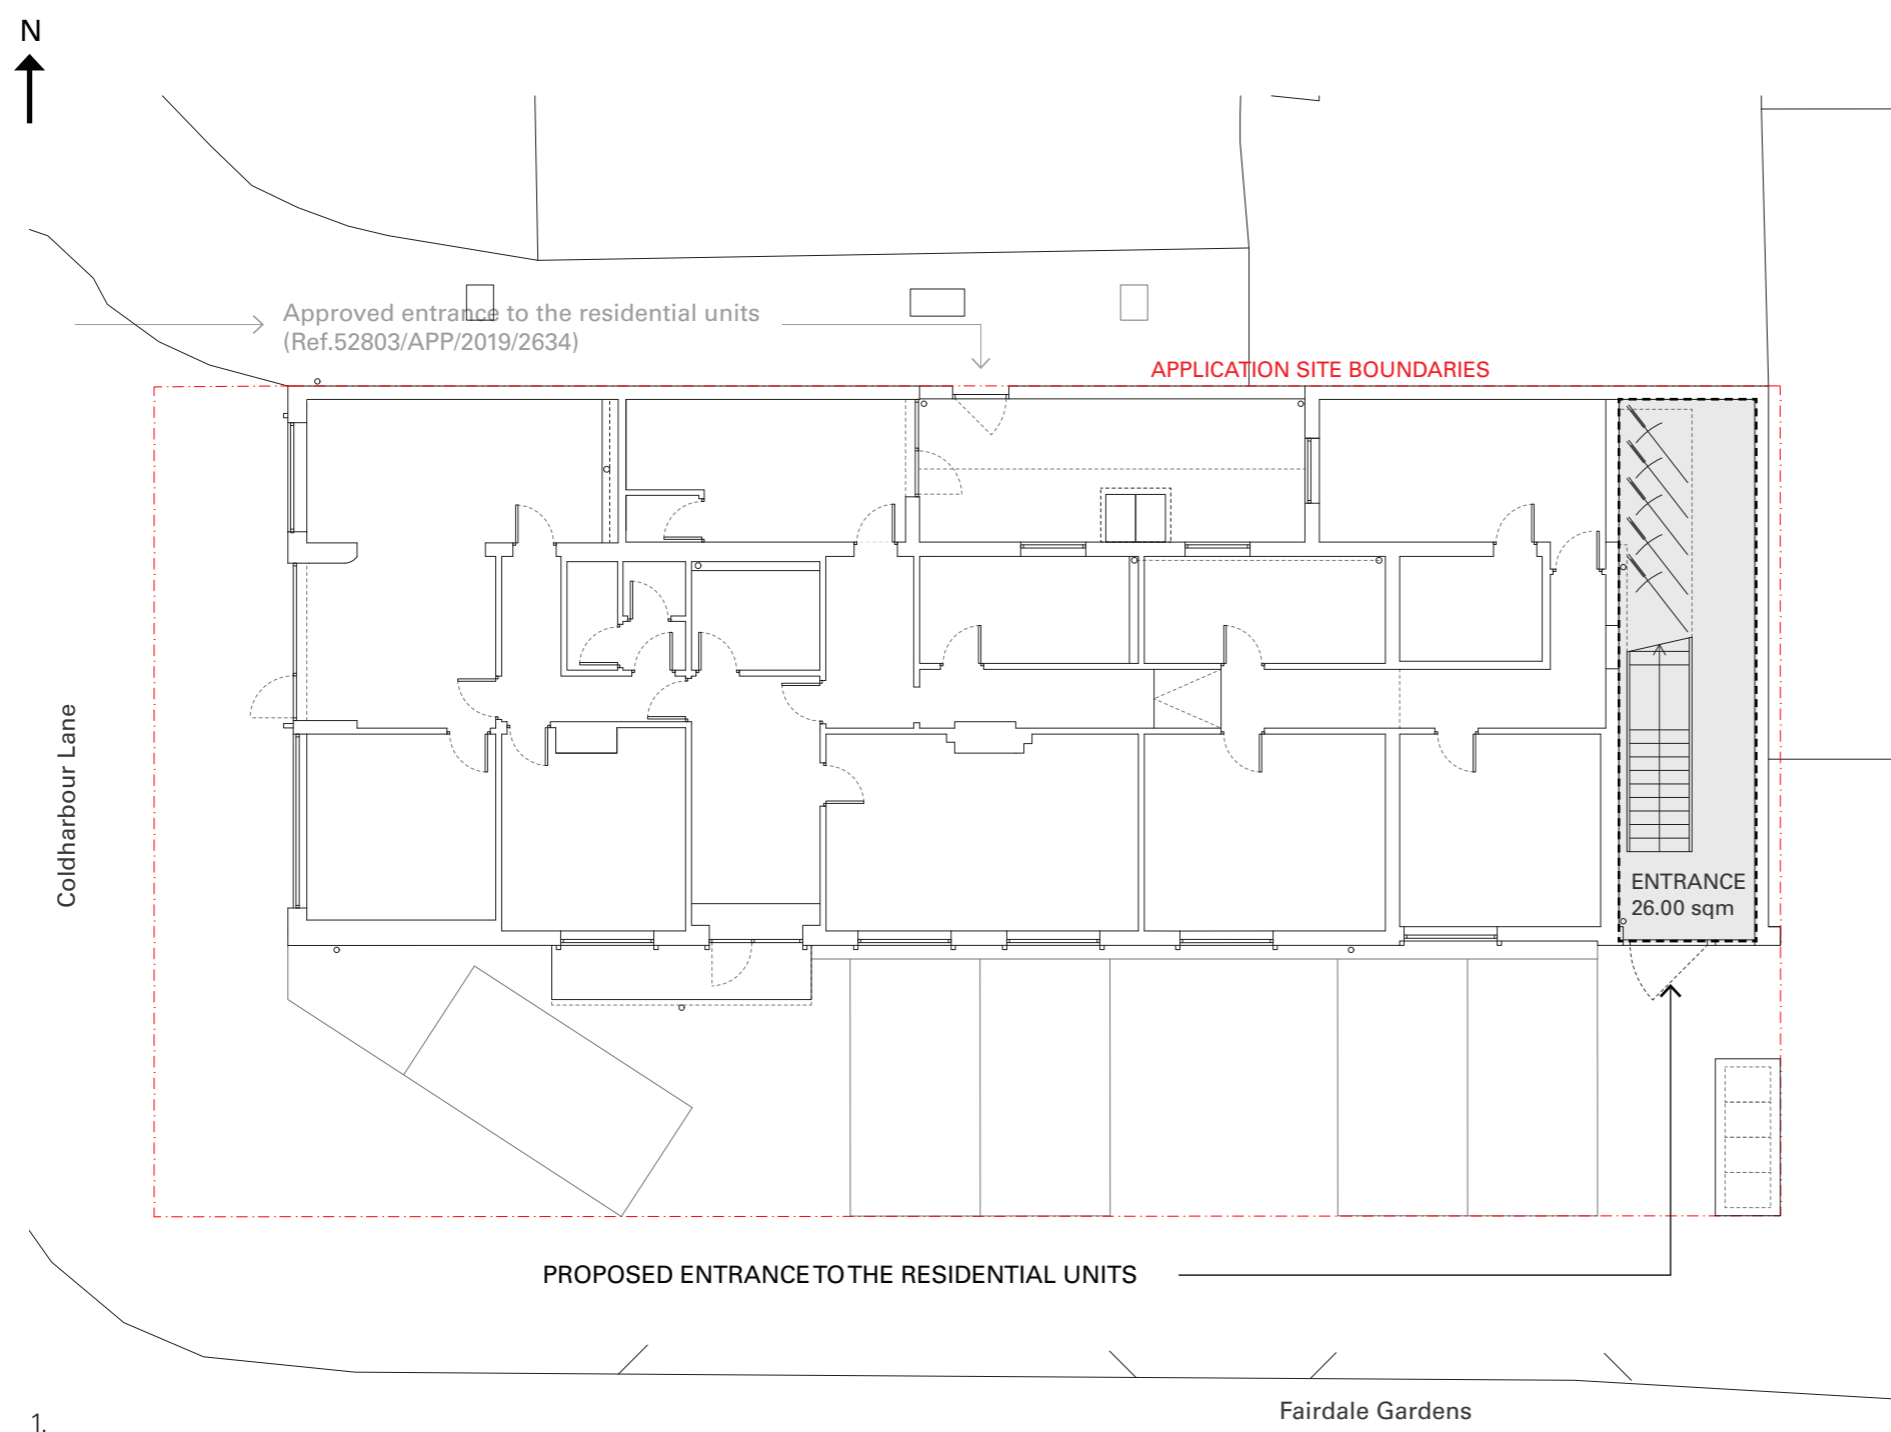 N
Approved entrance to the residential units
(Ref.52803/APP/2019/2634)
APPLICATION SITE BOUNDARIES
Coldharbour Lane
ENTRANCE
26.00 sqm
PROPOSED ENTRANCE TO THE RESIDENTIAL UNITS
Fairdale Gardens
1.